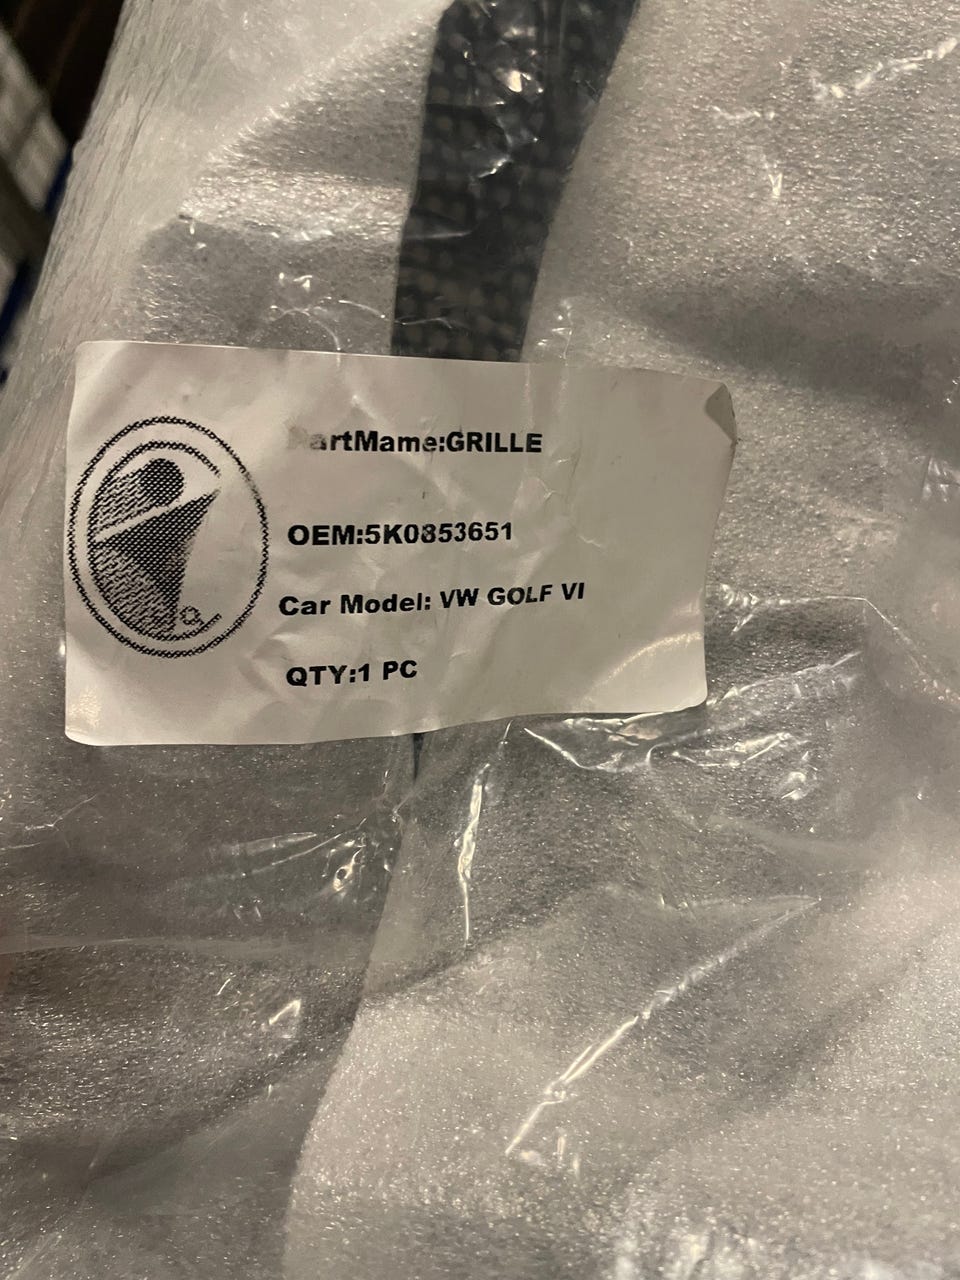 PartMame:GRILLE
OEM:5K0853651
Car Model: VW GOLF VI
QTY:1 PC